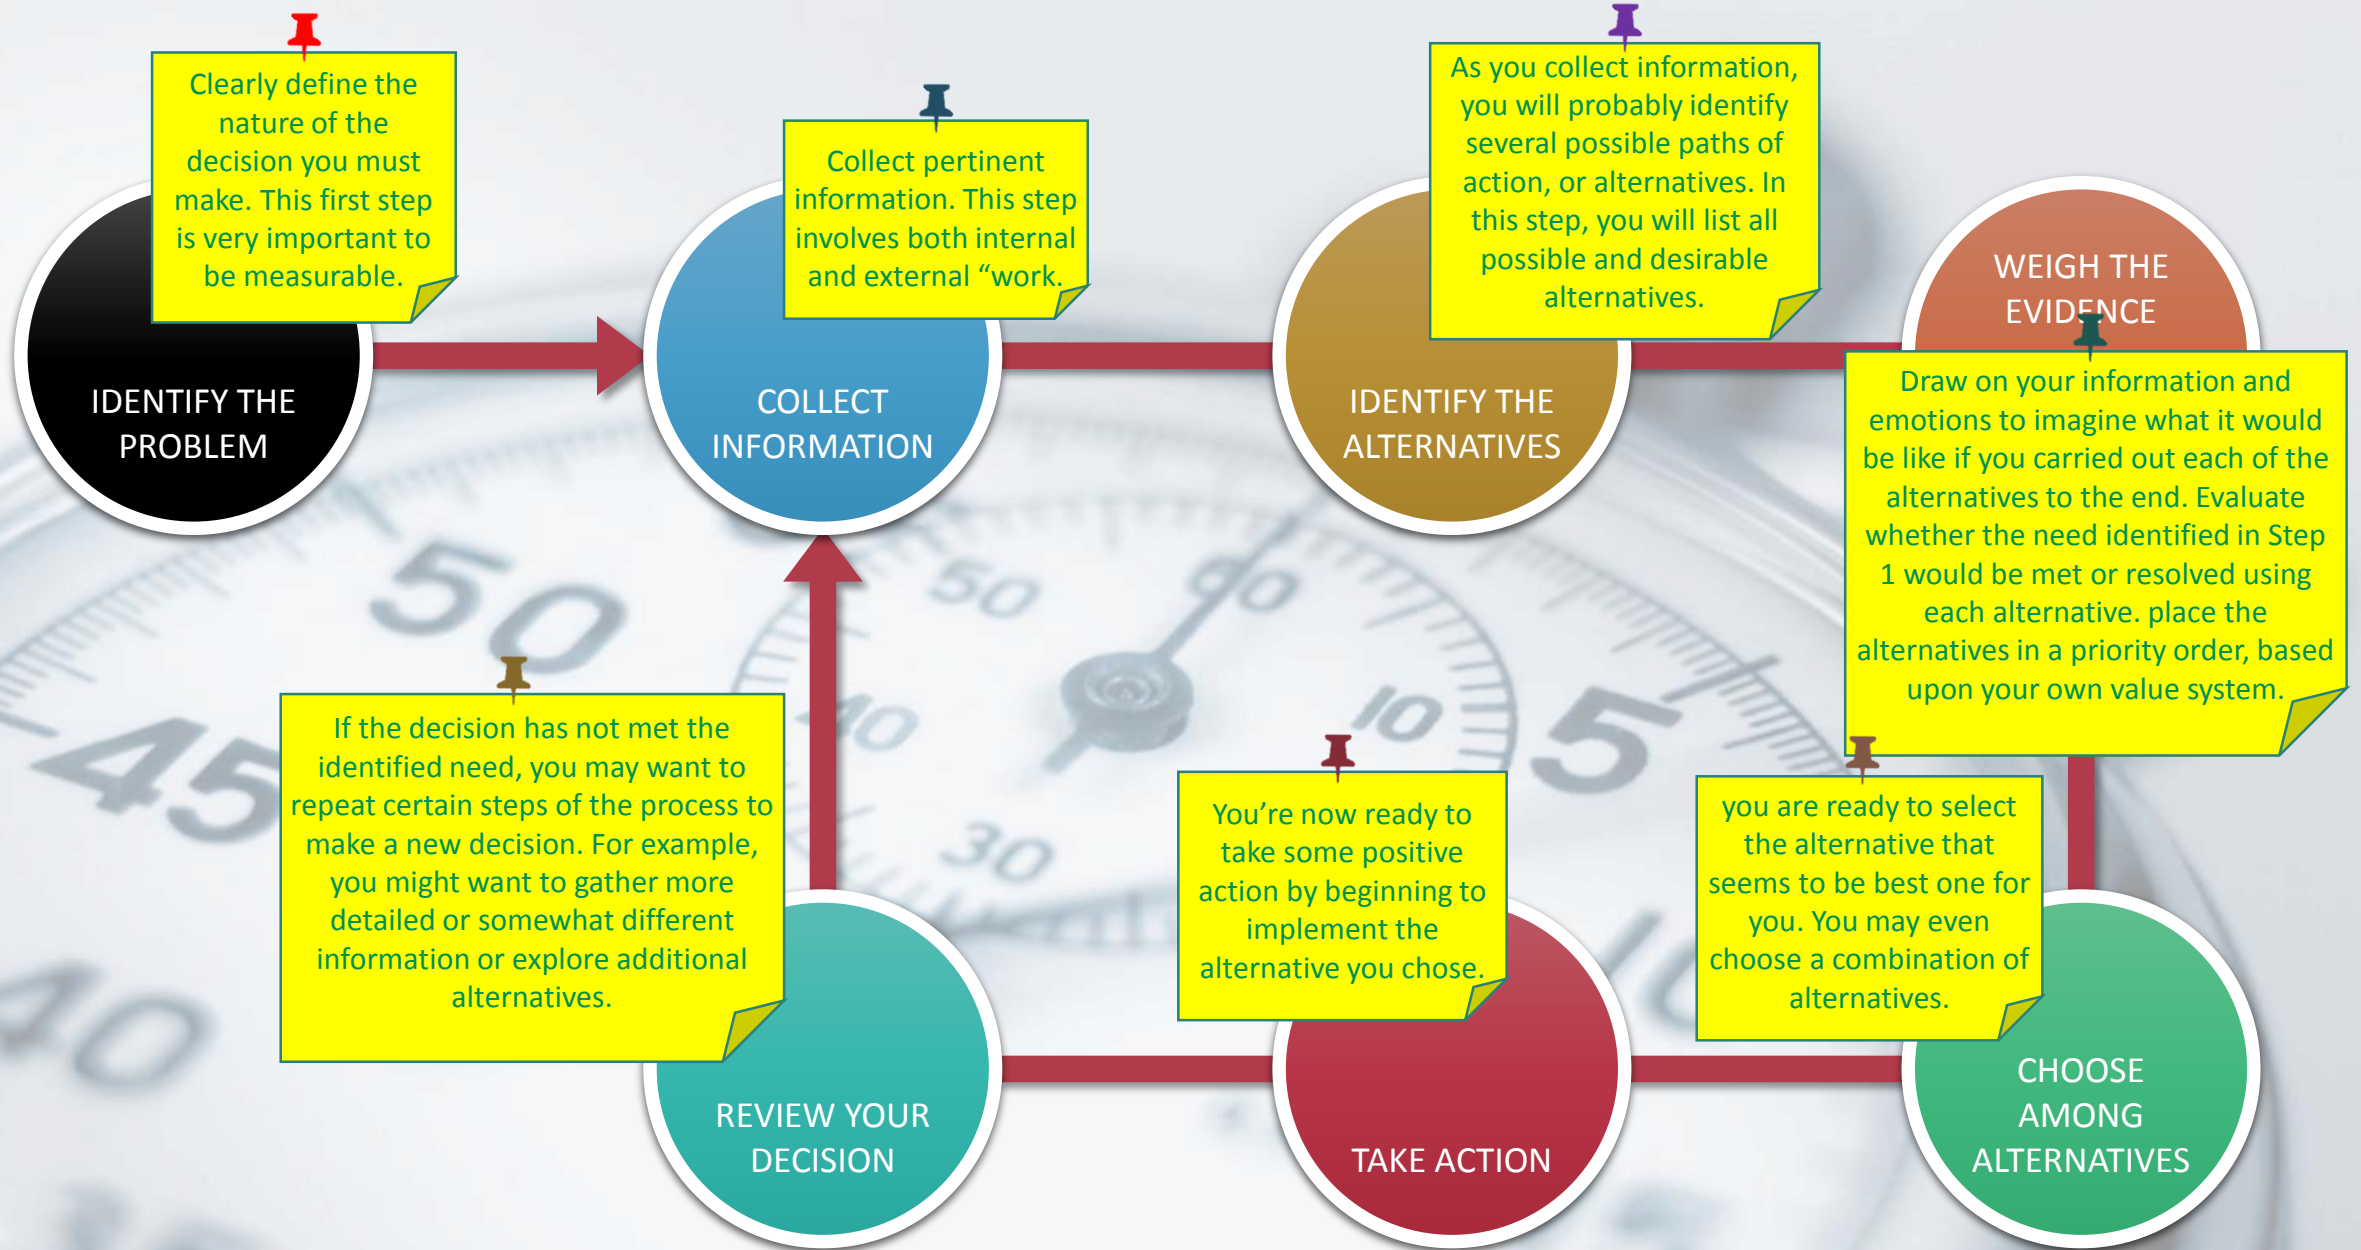 Clearly define the
nature of the
decision you must
make. This first step
is very important to
be measurable.
IDENTIFY THE
PROBLEM
Collect pertinent
information. This step
involves both internal
and external “work.
COLLECT
INFORMATION
As you collect information,
you will probably identify
several possible paths of
action, or alternatives. In
this step, you will list all
possible and desirable
alternatives.
IDENTIFY THE
ALTERNATIVES
WEIGH THE
EVIDENCE
Draw on your information and
emotions to imagine what it would
be like if you carried out each of the
alternatives to the end. Evaluate
whether the need identified in Step
1 would be met or resolved using
each alternative. place the
alternatives in a priority order, based
upon your own value system.
you are ready to select
the alternative that
seems to be best one for
you. You may even
choose a combination of
alternatives.
CHOOSE
AMONG
ALTERNATIVES
You’re now ready to
take some positive
action by beginning to
implement the
alternative you chose.
TAKE ACTION
If the decision has not met the
identified need, you may want to
repeat certain steps of the process to
make a new decision. For example,
you might want to gather more
detailed or somewhat different
information or explore additional
alternatives.
REVIEW YOUR
DECISION
50
45
40
50
60
10
40
30
5
10